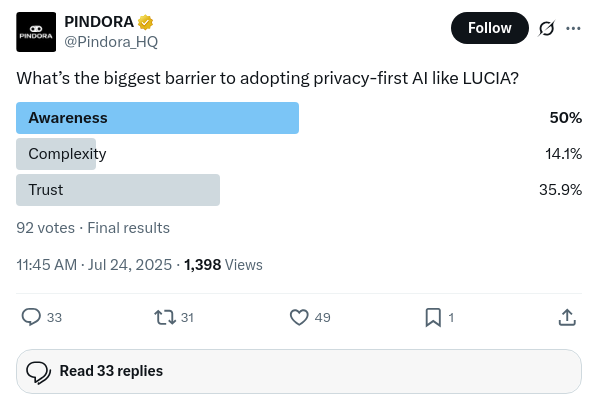 PINDORA
PINDORA
@Pindora_HQ
Follow
What's the biggest barrier to adopting privacy-first AI like LUCIA?
Awareness 50%
Complexity 14.1%
Trust 35.9%
92 votes · Final results
11:45 AM · Jul 24, 2025 · 1,398 Views
33 31 49 1
Read 33 replies